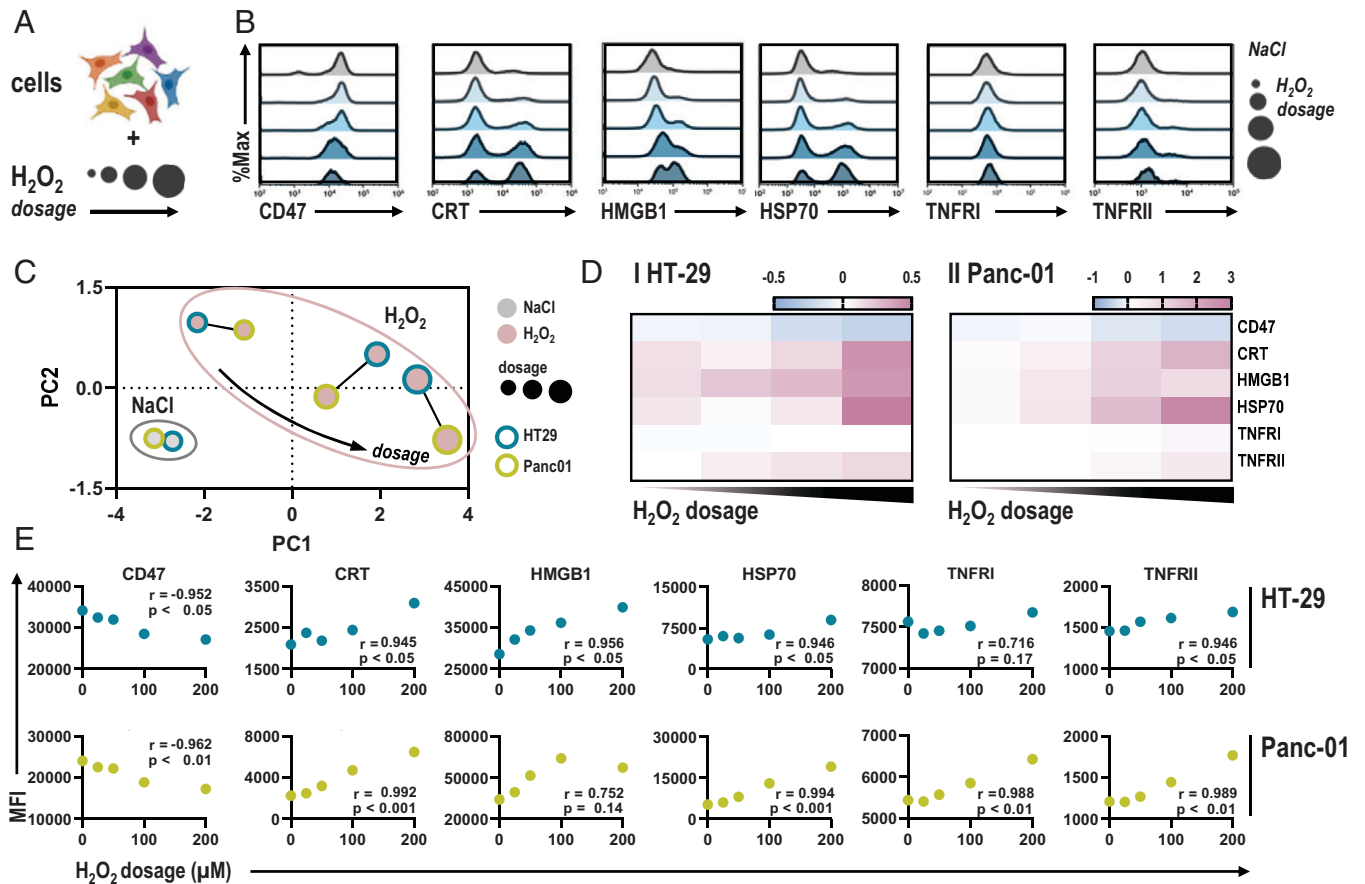 A
cells
+
H2O2
dosage
B
%Max
10² 10³ 10⁴ 10⁵ 10⁶
CD47
CRT
HMGB1
HSP70
TNFRI
TNFRII
NaCl
H2O2
dosage
C
PC2
1.5
0.0
-1.5
-4 -2 0 2 4
PC1
H2O2
NaCl
dosage
NaCl
H2O2
dosage
HT29
Panc01
D
I HT-29
-0.5 0 0.5
II Panc-01
-1 0 1 2 3
CD47
CRT
HMGB1
HSP70
TNFRI
TNFRII
H2O2 dosage
H2O2 dosage
E
CD47
40000
30000
20000
r = -0.952
p < 0.05
0 100 200
CRT
3500
2500
1500
r = 0.945
p < 0.05
0 100 200
HMGB1
45000
35000
25000
r = 0.956
p < 0.05
0 100 200
HSP70
15000
7500
0
r = 0.946
p < 0.05
0 100 200
TNFRI
8000
7500
7000
r = 0.716
p = 0.17
0 100 200
TNFRII
2000
1500
1000
r = 0.946
p < 0.05
0 100 200
HT-29
MFI
30000
20000
10000
r = -0.962
p < 0.01
0 100 200
8000
4000
0
r = 0.992
p < 0.001
0 100 200
80000
50000
20000
r = 0.752
p = 0.14
0 100 200
30000
15000
0
r = 0.994
p < 0.001
0 100 200
7000
6000
5000
r = 0.988
p < 0.01
0 100 200
2000
1500
1000
r = 0.989
p < 0.01
0 100 200
Panc-01
H2O2 dosage (µM)